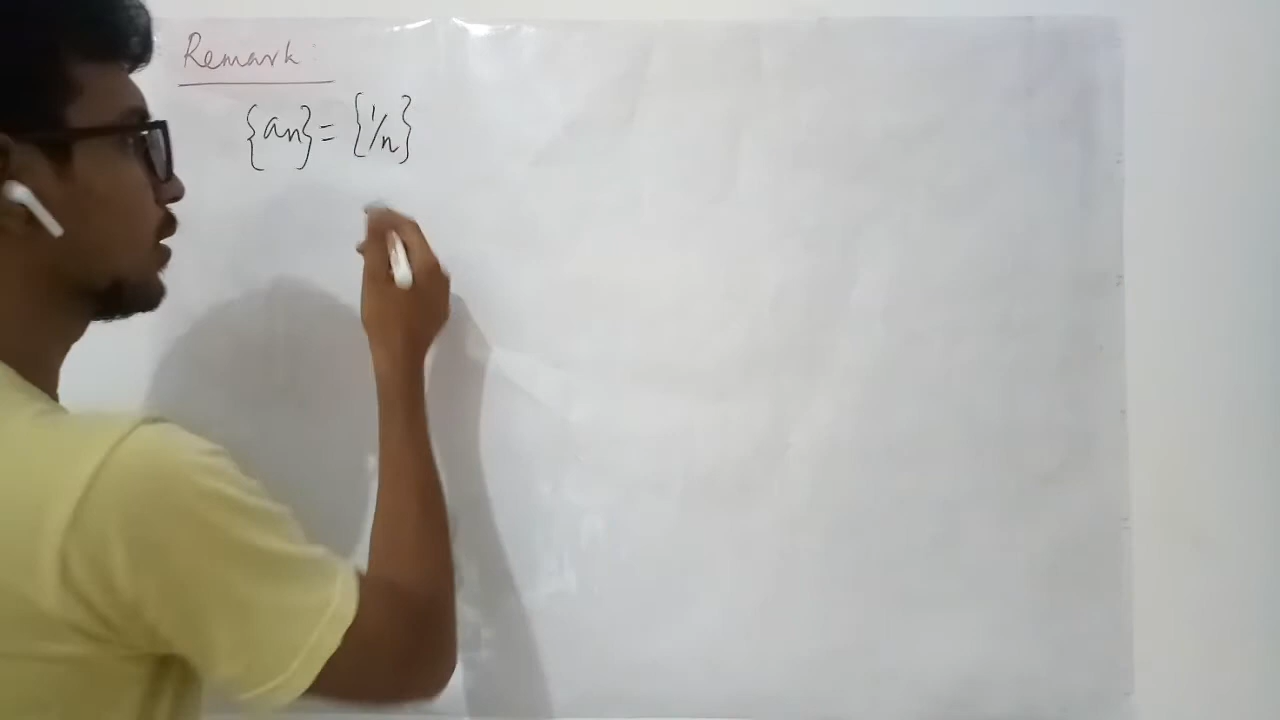 Remark:
{an} = {1/n}